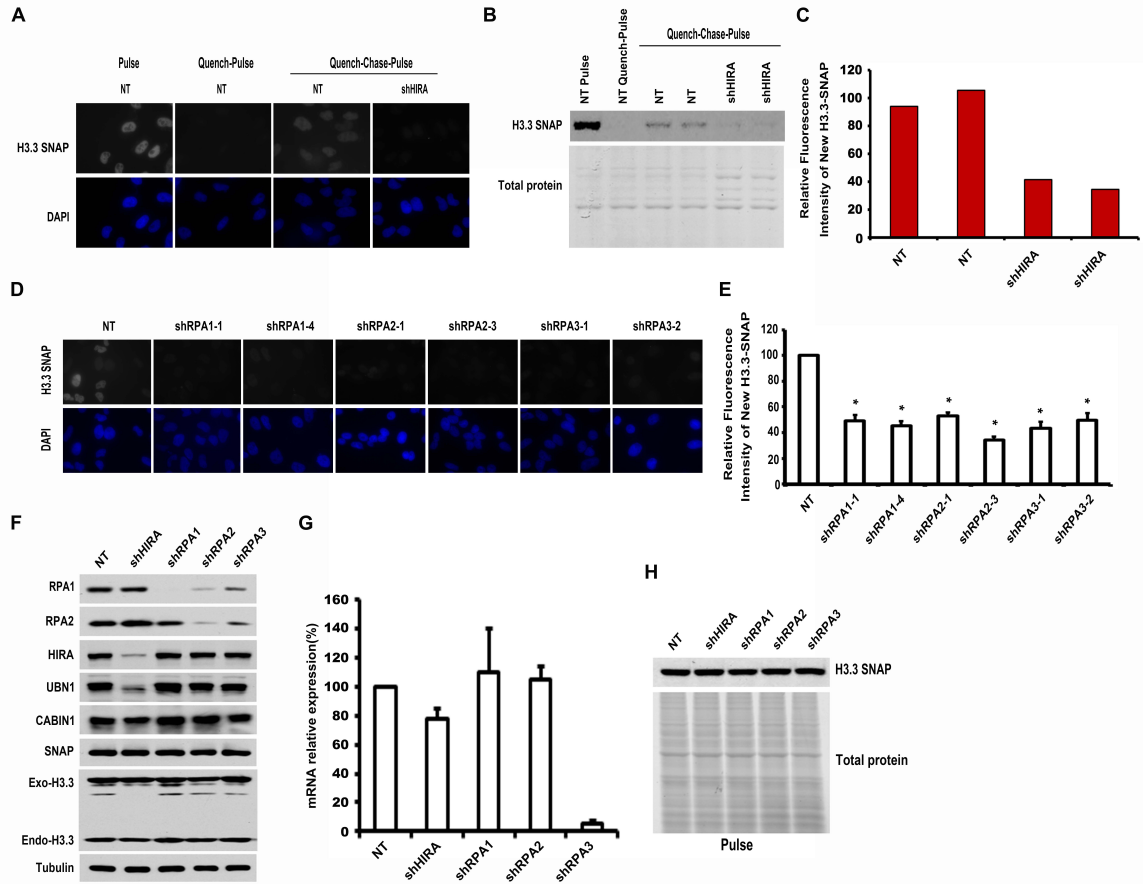 A
Pulse Quench-Pulse Quench-Chase-Pulse
NT NT NT shHIRA
H3.3 SNAP
DAPI
B
NT Pulse
NT Quench-Pulse
Quench-Chase-Pulse
NT
NT
shHIRA
shHIRA
H3.3 SNAP
Total protein
C
Relative Fluorescence
Intensity of New H3.3-SNAP
120
100
80
60
40
20
0
NT NT shHIRA shHIRA
D
NT shRPA1-1 shRPA1-4 shRPA2-1 shRPA2-3 shRPA3-1 shRPA3-2
H3.3 SNAP
DAPI
E
Relative Fluorescence
Intensity of New H3.3-SNAP
120
100
80
60
40
20
0
* * * * * *
NT shRPA1-1 shRPA1-4 shRPA2-1 shRPA2-3 shRPA3-1 shRPA3-2
F
NT shHIRA shRPA1 shRPA2 shRPA3
RPA1
RPA2
HIRA
UBN1
CABIN1
SNAP
Exo-H3.3
Endo-H3.3
Tubulin
G
mRNA relative expression(%)
160
140
120
100
80
60
40
20
0
NT shHIRA shRPA1 shRPA2 shRPA3
H
NT shHIRA shRPA1 shRPA2 shRPA3
H3.3 SNAP
Total protein
Pulse